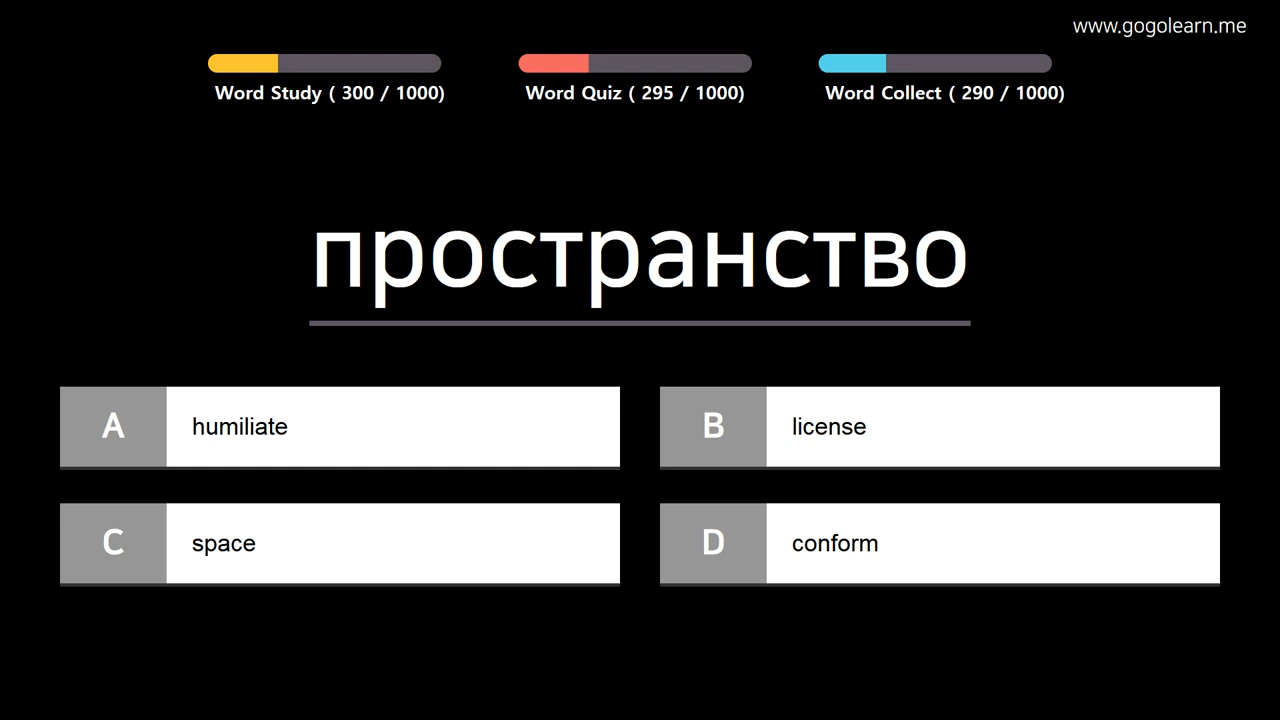 www.gogolearn.me
Word Study ( 300 / 1000)
Word Quiz ( 295 / 1000)
Word Collect ( 290 / 1000)
пространство
A humiliate
B license
C space
D conform